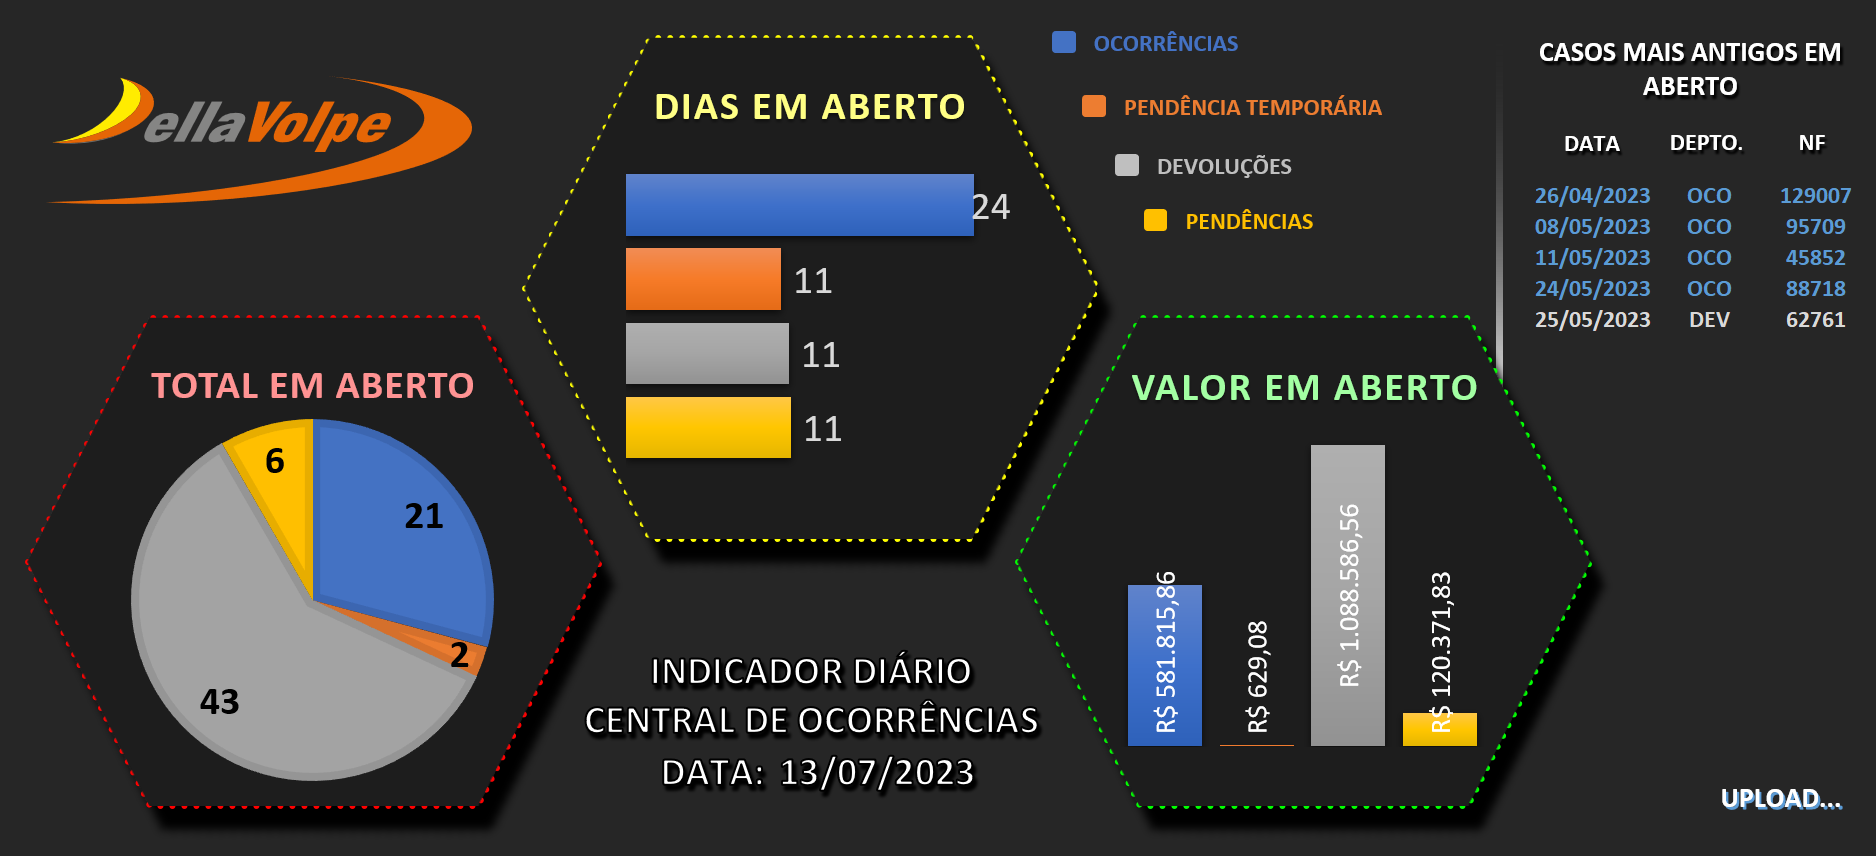 DellaVolpe
DIAS EM ABERTO
24
11
11
11
OCORRÊNCIAS
PENDÊNCIA TEMPORÁRIA
DEVOLUÇÕES
PENDÊNCIAS
CASOS MAIS ANTIGOS EM
ABERTO
DATA DEPTO. NF
26/04/2023 OCO 129007
08/05/2023 OCO 95709
11/05/2023 OCO 45852
24/05/2023 OCO 88718
25/05/2023 DEV 62761
TOTAL EM ABERTO
6
21
2
43
VALOR EM ABERTO
R$ 581.815,86
R$ 629,08
R$ 1.088.586,56
R$ 120.371,83
INDICADOR DIÁRIO
CENTRAL DE OCORRÊNCIAS
DATA: 13/07/2023
UPLOAD...